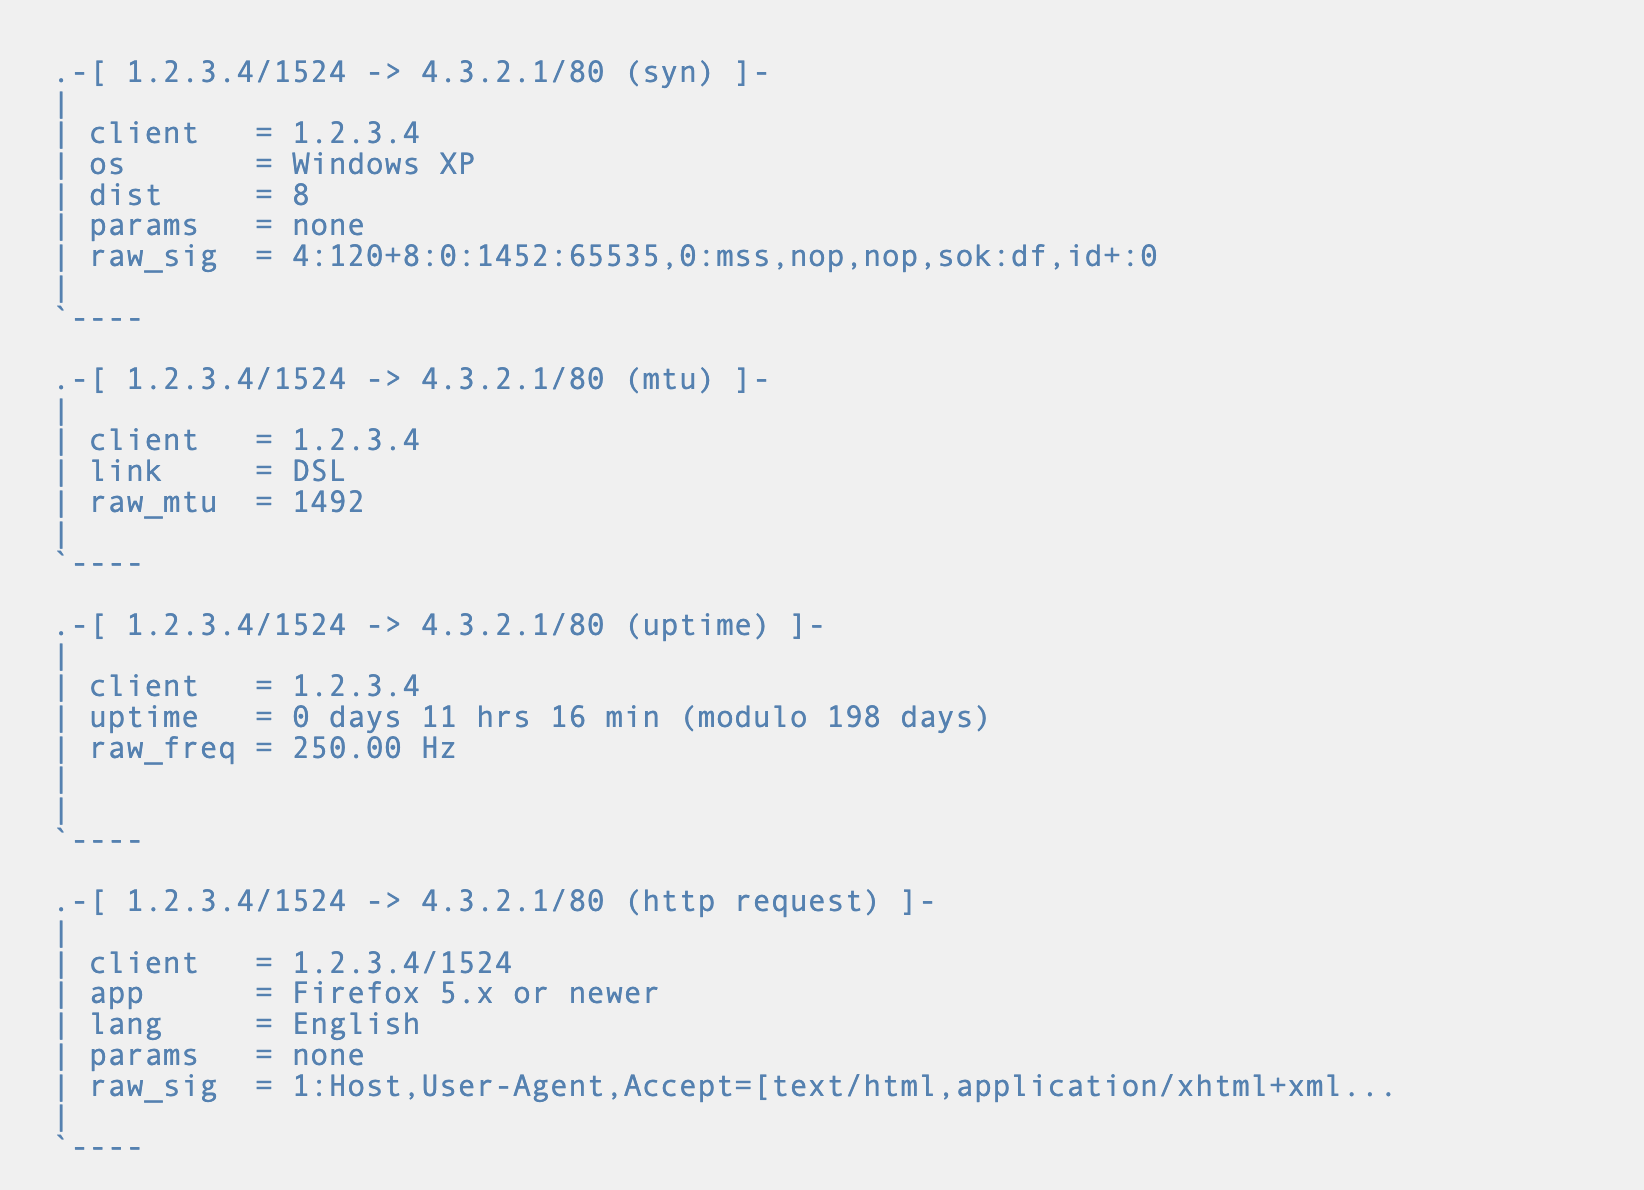 .-[ 1.2.3.4/1524 -> 4.3.2.1/80 (syn) ]-
|
| client   = 1.2.3.4
| os       = Windows XP
| dist     = 8
| params   = none
| raw_sig  = 4:120+8:0:1452:65535,0:mss,nop,nop,sok:df,id+:0
|
`----

.-[ 1.2.3.4/1524 -> 4.3.2.1/80 (mtu) ]-
|
| client   = 1.2.3.4
| link     = DSL
| raw_mtu  = 1492
|
`----

.-[ 1.2.3.4/1524 -> 4.3.2.1/80 (uptime) ]-
|
| client   = 1.2.3.4
| uptime   = 0 days 11 hrs 16 min (modulo 198 days)
| raw_freq = 250.00 Hz
|
|
`----

.-[ 1.2.3.4/1524 -> 4.3.2.1/80 (http request) ]-
|
| client   = 1.2.3.4/1524
| app      = Firefox 5.x or newer
| lang     = English
| params   = none
| raw_sig  = 1:Host,User-Agent,Accept=[text/html,application/xhtml+xml...
|
`----